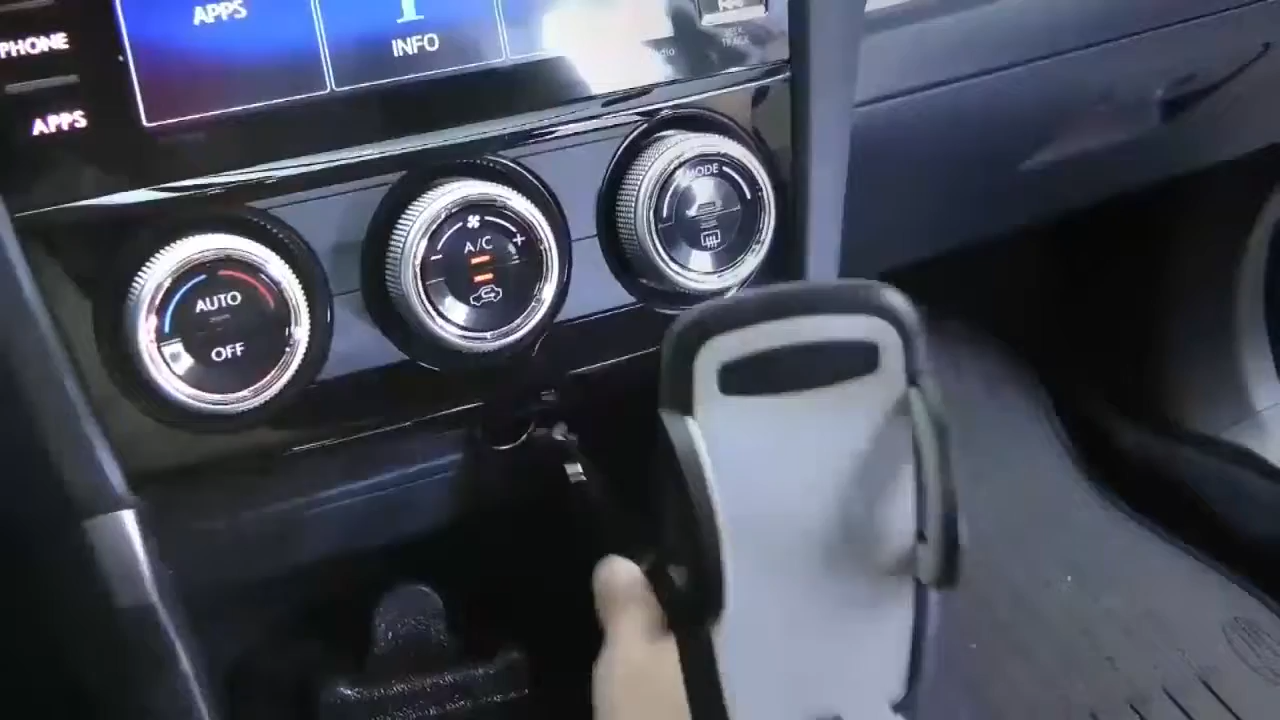 PHONE
APPS
INFO
APPS
MODE
A/C
- +
AUTO
OFF